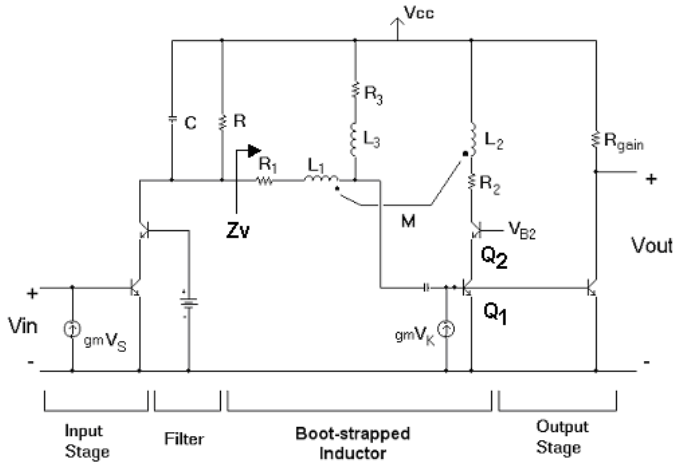 Vcc
R3
C
R
L3
L2
Rgain
R1
L1
R2
+
M
VB2
Zv
Q2
Vout
+
Vin
gmVS
gmVK
Q1
-
-
Input
Stage
Filter
Boot-strapped
Inductor
Output
Stage